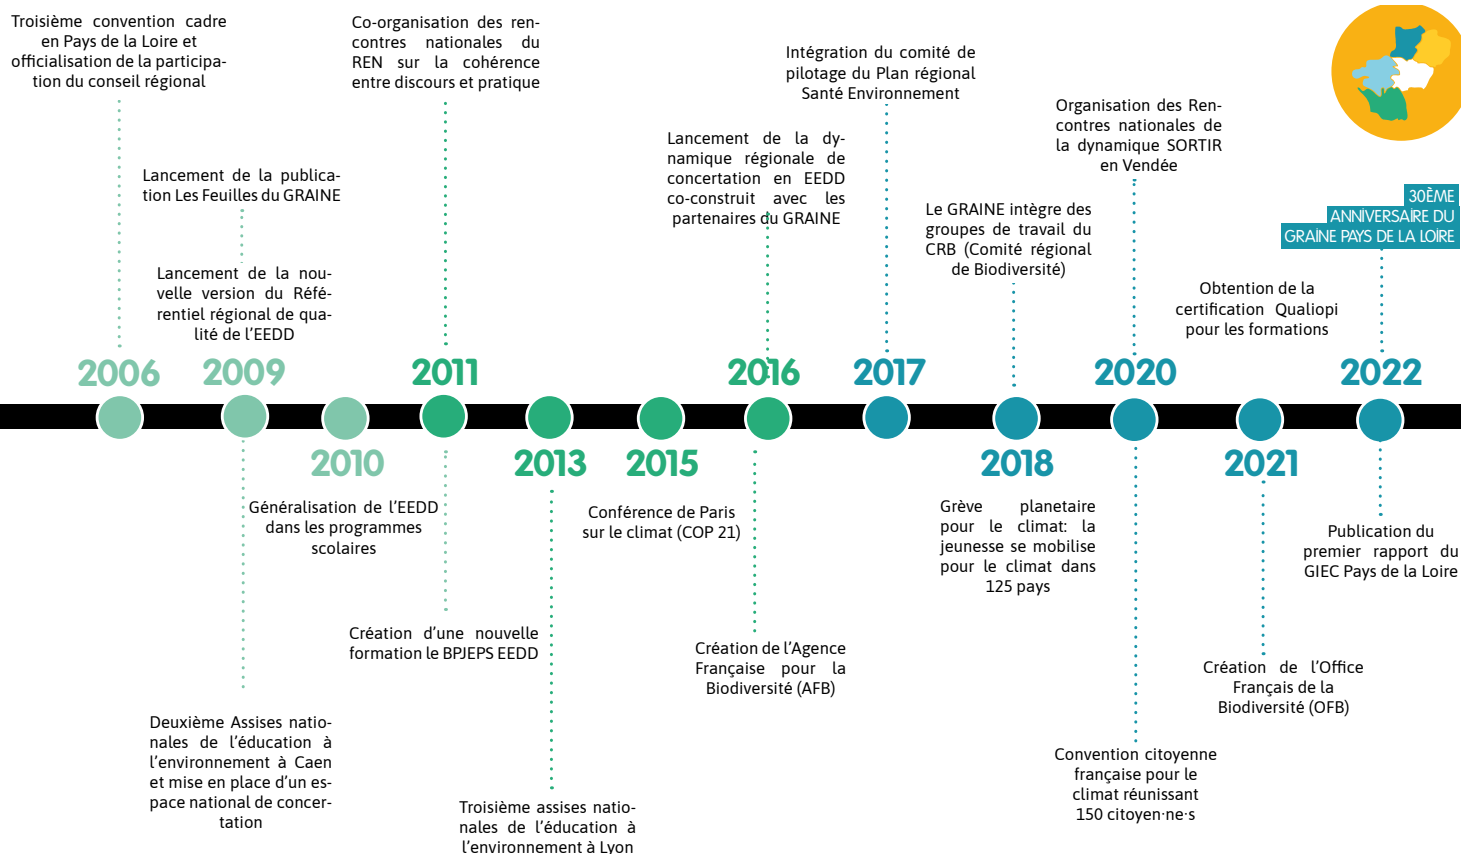 Troisième convention cadre
en Pays de la Loire et
officialisation de la participa-
tion du conseil régional
Co-organisation des ren-
contres nationales du
REN sur la cohérence
entre discours et pratique
Intégration du comité de
pilotage du Plan régional
Santé Environnement
Organisation des Ren-
contres nationales de
la dynamique SORTIR
en Vendée
Lancement de la dy-
namique régionale de
concertation en EEDD
co-construit avec les
partenaires du GRAINE
Lancement de la publica-
tion Les Feuilles du GRAINE
Le GRAINE intègre des
groupes de travail du
CRB (Comité régional
de Biodiversité)
30ÈME
ANNIVERSAIRE DU
GRAINE PAYS DE LA LOIRE
Lancement de la nou-
velle version du Réfé-
rentiel régional de qua-
lité de l’EEDD
Obtention de la
certification Qualiopi
pour les formations
2006
2009
2011
2016
2017
2020
2022
2010
2013
2015
2018
2021
Généralisation de l’EEDD
dans les programmes
scolaires
Conférence de Paris
sur le climat (COP 21)
Grève planetaire
pour le climat: la
jeunesse se mobilise
pour le climat dans
125 pays
Publication du
premier rapport du
GIEC Pays de la Loire
Création d’une nouvelle
formation le BPJEPS EEDD
Création de l’Agence
Française pour la
Biodiversité (AFB)
Création de l’Office
Français de la
Biodiversité (OFB)
Deuxième Assises natio-
nales de l’éducation à
l’environnement à Caen
et mise en place d’un es-
pace national de concer-
tation
Convention citoyenne
française pour le
climat réunissant
150 citoyen·ne·s
Troisième assises natio-
nales de l’éducation à
l’environnement à Lyon